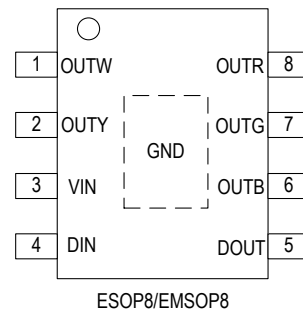 1 OUTW OUTR 8
2 OUTY OUTG 7
GND
3 VIN OUTB 6
4 DIN DOUT 5
ESOP8/EMSOP8